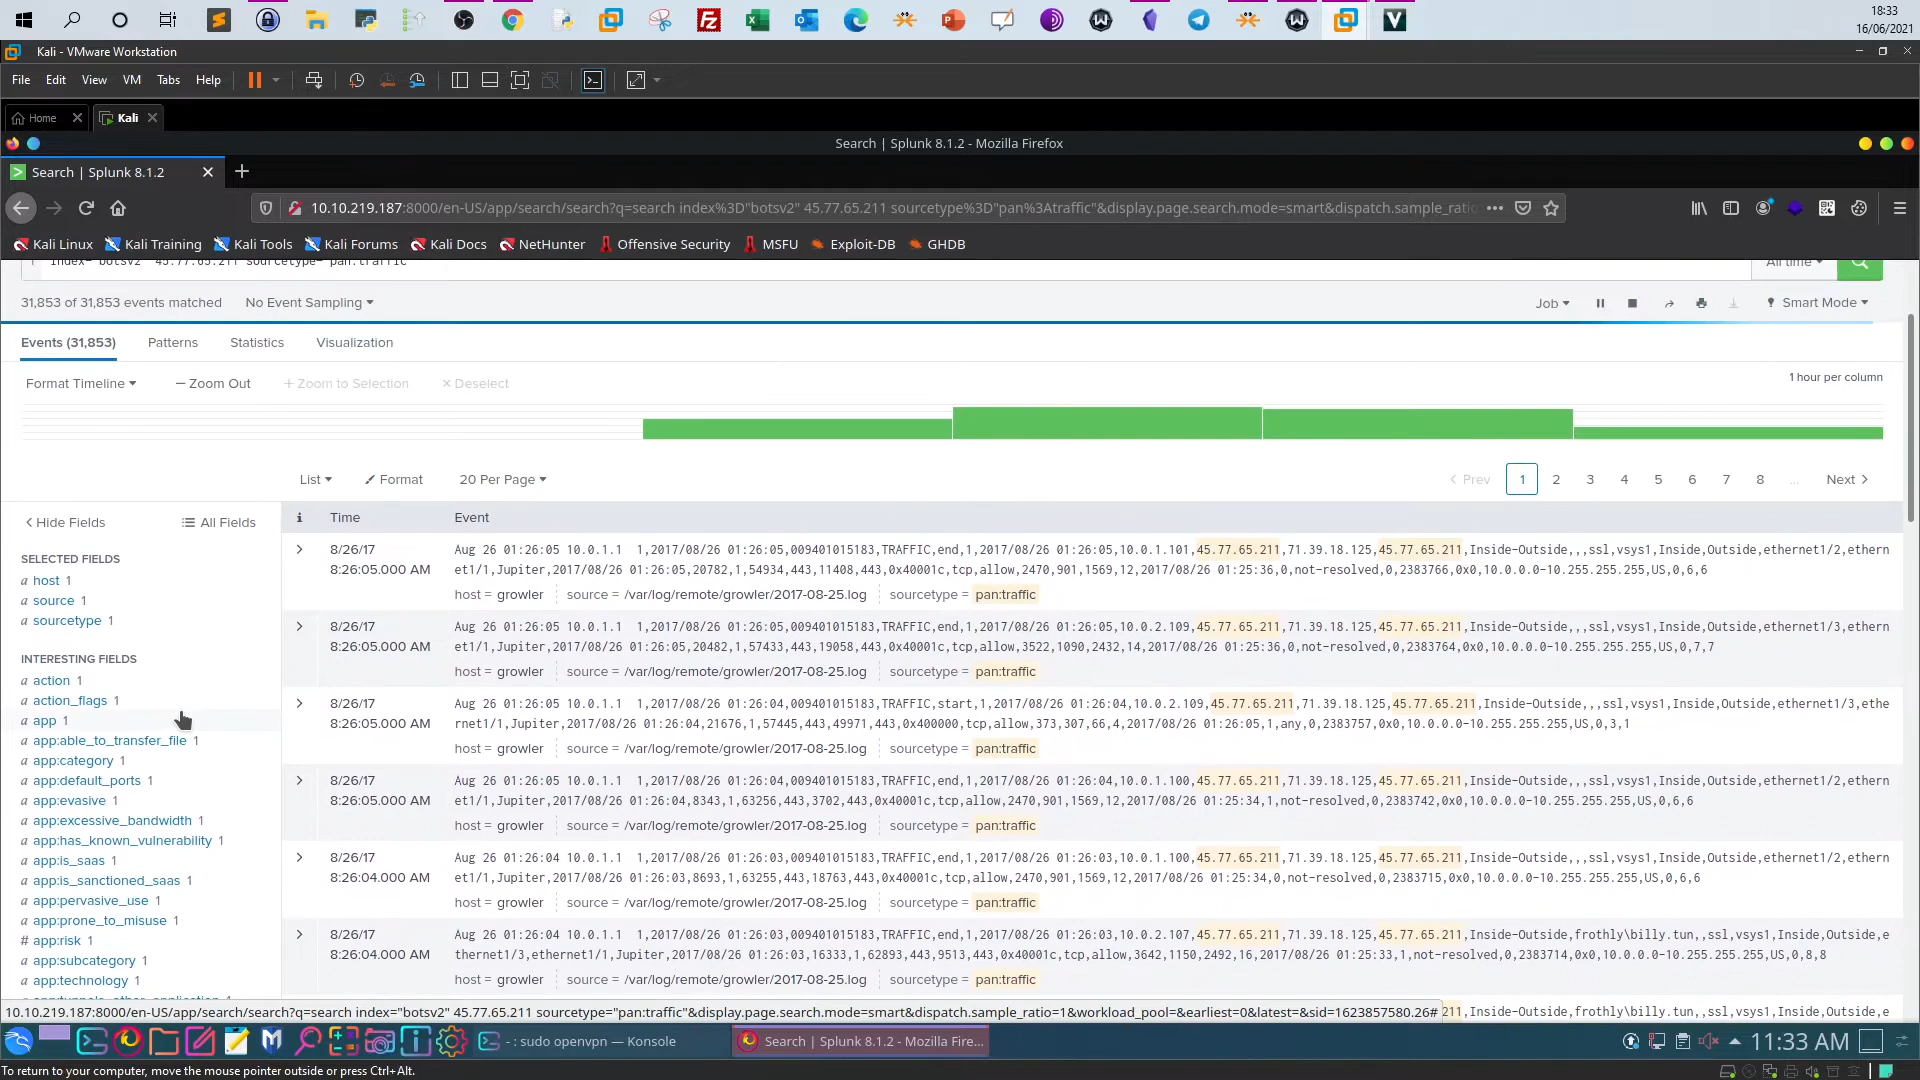 18:33
16/06/2021
Kali - VMware Workstation
File Edit View VM Tabs Help
Home Kali
Search | Splunk 8.1.2 - Mozilla Firefox
Search | Splunk 8.1.2
10.10.219.187:8000/en-US/app/search/search?q=search index%3D"botsv2" 45.77.65.211 sourcetype%3D"pan%3Atraffic"&display.page.search.mode=smart&dispatch.sample_ratio
Kali Linux Kali Training Kali Tools Kali Forums Kali Docs NetHunter Offensive Security MSFU Exploit-DB GHDB
All time
31,853 of 31,853 events matched No Event Sampling Job Smart Mode
Events (31,853) Patterns Statistics Visualization
Format Timeline — Zoom Out + Zoom to Selection × Deselect 1 hour per column
List Format 20 Per Page < Prev 1 2 3 4 5 6 7 8 ... Next >
< Hide Fields All Fields
i Time Event
SELECTED FIELDS
a host 1
a source 1
a sourcetype 1
INTERESTING FIELDS
a action 1
a action_flags 1
a app 1
a app:able_to_transfer_file 1
a app:category 1
a app:default_ports 1
a app:evasive 1
a app:excessive_bandwidth 1
a app:has_known_vulnerability 1
a app:is_saas 1
a app:is_sanctioned_saas 1
a app:pervasive_use 1
a app:prone_to_misuse 1
# app:risk 1
a app:subcategory 1
a app:technology 1
8/26/17 Aug 26 01:26:05 10.0.1.1 1,2017/08/26 01:26:05,009401015183,TRAFFIC,end,1,2017/08/26 01:26:05,10.0.1.101,45.77.65.211,71.39.18.125,45.77.65.211,Inside-Outside,,,ssl,vsys1,Inside,Outside,ethernet1/2,ethern
8:26:05.000 AM et1/1,Jupiter,2017/08/26 01:26:05,20782,1,54934,443,11408,443,0x40001c,tcp,allow,2470,901,1569,12,2017/08/26 01:25:36,0,not-resolved,0,2383766,0x0,10.0.0.0-10.255.255.255,US,0,6,6
host = growler source = /var/log/remote/growler/2017-08-25.log sourcetype = pan:traffic
8/26/17 Aug 26 01:26:05 10.0.1.1 1,2017/08/26 01:26:05,009401015183,TRAFFIC,end,1,2017/08/26 01:26:05,10.0.2.109,45.77.65.211,71.39.18.125,45.77.65.211,Inside-Outside,,,ssl,vsys1,Inside,Outside,ethernet1/3,ethern
8:26:05.000 AM et1/1,Jupiter,2017/08/26 01:26:05,20482,1,57433,443,19058,443,0x40001c,tcp,allow,3522,1090,2432,14,2017/08/26 01:25:36,0,not-resolved,0,2383764,0x0,10.0.0.0-10.255.255.255,US,0,7,7
host = growler source = /var/log/remote/growler/2017-08-25.log sourcetype = pan:traffic
8/26/17 Aug 26 01:26:05 10.0.1.1 1,2017/08/26 01:26:04,009401015183,TRAFFIC,start,1,2017/08/26 01:26:04,10.0.2.109,45.77.65.211,71.39.18.125,45.77.65.211,Inside-Outside,,,ssl,vsys1,Inside,Outside,ethernet1/3,ethe
8:26:05.000 AM rnet1/1,Jupiter,2017/08/26 01:26:04,21676,1,57445,443,49971,443,0x400000,tcp,allow,373,307,66,4,2017/08/26 01:26:05,1,any,0,2383757,0x0,10.0.0.0-10.255.255.255,US,0,3,1
host = growler source = /var/log/remote/growler/2017-08-25.log sourcetype = pan:traffic
8/26/17 Aug 26 01:26:05 10.0.1.1 1,2017/08/26 01:26:04,009401015183,TRAFFIC,end,1,2017/08/26 01:26:04,10.0.1.100,45.77.65.211,71.39.18.125,45.77.65.211,Inside-Outside,,,ssl,vsys1,Inside,Outside,ethernet1/2,ethern
8:26:05.000 AM et1/1,Jupiter,2017/08/26 01:26:04,8343,1,63256,443,3702,443,0x40001c,tcp,allow,2470,901,1569,12,2017/08/26 01:25:34,1,not-resolved,0,2383742,0x0,10.0.0.0-10.255.255.255,US,0,6,6
host = growler source = /var/log/remote/growler/2017-08-25.log sourcetype = pan:traffic
8/26/17 Aug 26 01:26:04 10.0.1.1 1,2017/08/26 01:26:03,009401015183,TRAFFIC,end,1,2017/08/26 01:26:03,10.0.1.100,45.77.65.211,71.39.18.125,45.77.65.211,Inside-Outside,,,ssl,vsys1,Inside,Outside,ethernet1/2,ethern
8:26:04.000 AM et1/1,Jupiter,2017/08/26 01:26:03,8693,1,63255,443,18763,443,0x40001c,tcp,allow,2470,901,1569,12,2017/08/26 01:25:34,0,not-resolved,0,2383715,0x0,10.0.0.0-10.255.255.255,US,0,6,6
host = growler source = /var/log/remote/growler/2017-08-25.log sourcetype = pan:traffic
8/26/17 Aug 26 01:26:04 10.0.1.1 1,2017/08/26 01:26:03,009401015183,TRAFFIC,end,1,2017/08/26 01:26:03,10.0.2.107,45.77.65.211,71.39.18.125,45.77.65.211,Inside-Outside,frothly\billy.tun,,ssl,vsys1,Inside,Outside,e
8:26:04.000 AM thernet1/3,ethernet1/1,Jupiter,2017/08/26 01:26:03,16333,1,62893,443,9513,443,0x40001c,tcp,allow,3642,1150,2492,16,2017/08/26 01:25:33,1,not-resolved,0,2383714,0x0,10.0.0.0-10.255.255.255,US,0,8,8
host = growler source = /var/log/remote/growler/2017-08-25.log sourcetype = pan:traffic
10.10.219.187:8000/en-US/app/search/search?q=search index="botsv2" 45.77.65.211 sourcetype="pan:traffic"&display.page.search.mode=smart&dispatch.sample_ratio=1&workload_pool=&earliest=0&latest=&sid=1623857580.26# 211,Inside-Outside,frothly\billy.tun,,ssl,vsys1,Inside,Outside,e
- : sudo openvpn — Konsole Search | Splunk 8.1.2 - Mozilla Fire... 11:33 AM
To return to your computer, move the mouse pointer outside or press Ctrl+Alt.